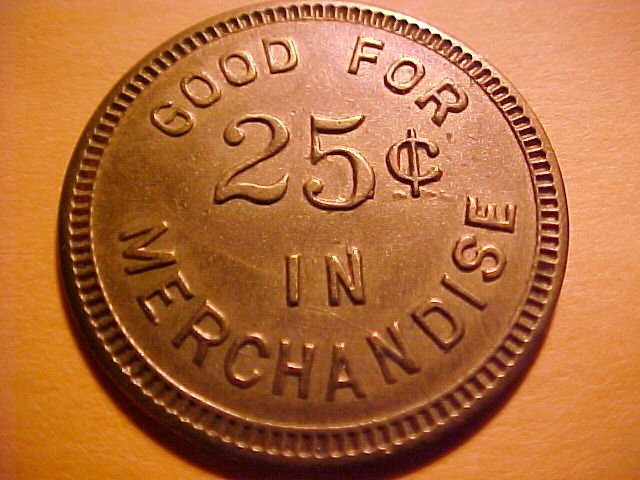 GOOD FOR
25¢
IN
MERCHANDISE